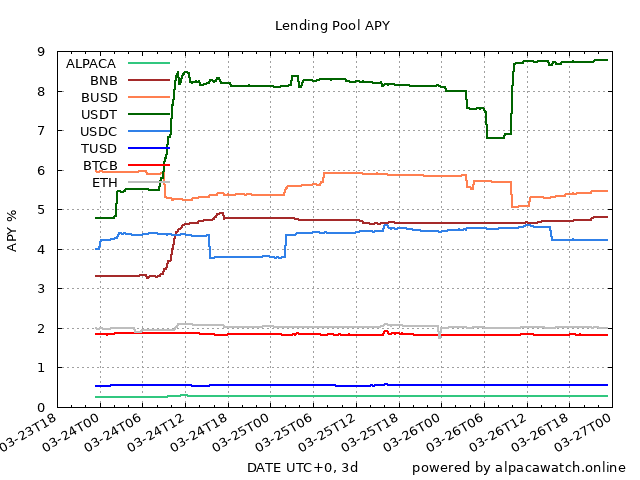 Lending Pool APY
9
8
7
6
5
4
3
2
1
0
APY %
ALPACA
BNB
BUSD
USDT
USDC
TUSD
BTCB
ETH
03-23T18
03-24T00
03-24T06
03-24T12
03-24T18
03-25T00
03-25T06
03-25T12
03-25T18
03-26T00
03-26T06
03-26T12
03-26T18
03-27T00
DATE UTC+0, 3d
powered by alpacawatch.online